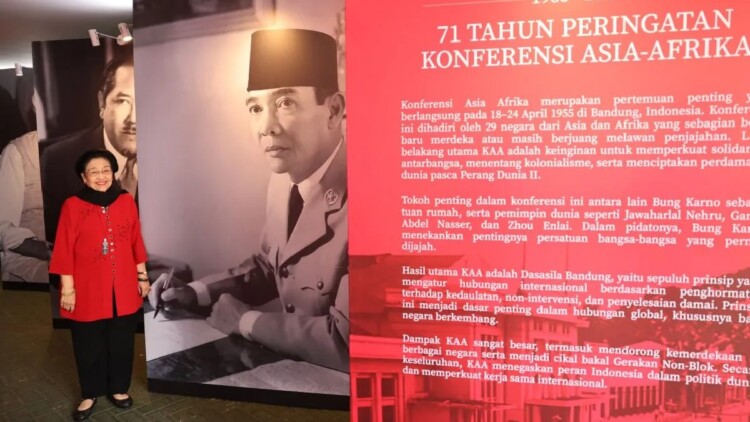 71 TAHUN PERINGATAN
KONFERENSI ASIA-AFRIKA
Konferensi Asia Afrika merupakan pertemuan penting y
berlangsung pada 18–24 April 1955 di Bandung, Indonesia. Konfere
ini dihadiri oleh 29 negara dari Asia dan Afrika yang sebagian be
baru merdeka atau masih berjuang melawan penjajahan. L
belakang utama KAA adalah keinginan untuk memperkuat solidar
antarbangsa, menentang kolonialisme, serta menciptakan perdam
dunia pasca Perang Dunia II.
Tokoh penting dalam konferensi ini antara lain Bung Karno seba
tuan rumah, serta pemimpin dunia seperti Jawaharlal Nehru, Ga
Abdel Nasser, dan Zhou Enlai. Dalam pidatonya, Bung Kar
menekankan pentingnya persatuan bangsa-bangsa yang pern
dijajah.
Hasil utama KAA adalah Dasasila Bandung, yaitu sepuluh prinsip ya
mengatur hubungan internasional berdasarkan penghormat
terhadap kedaulatan, non-intervensi, dan penyelesaian damai. Prins
ini menjadi dasar penting dalam hubungan global, khususnya ba
negara berkembang.
Dampak KAA sangat besar, termasuk mendorong kemerdekaan
berbagai negara serta menjadi cikal bakal Gerakan Non-Blok. Seca
keseluruhan, KAA menegaskan peran Indonesia dalam politik dun
dan memperkuat kerja sama internasional.